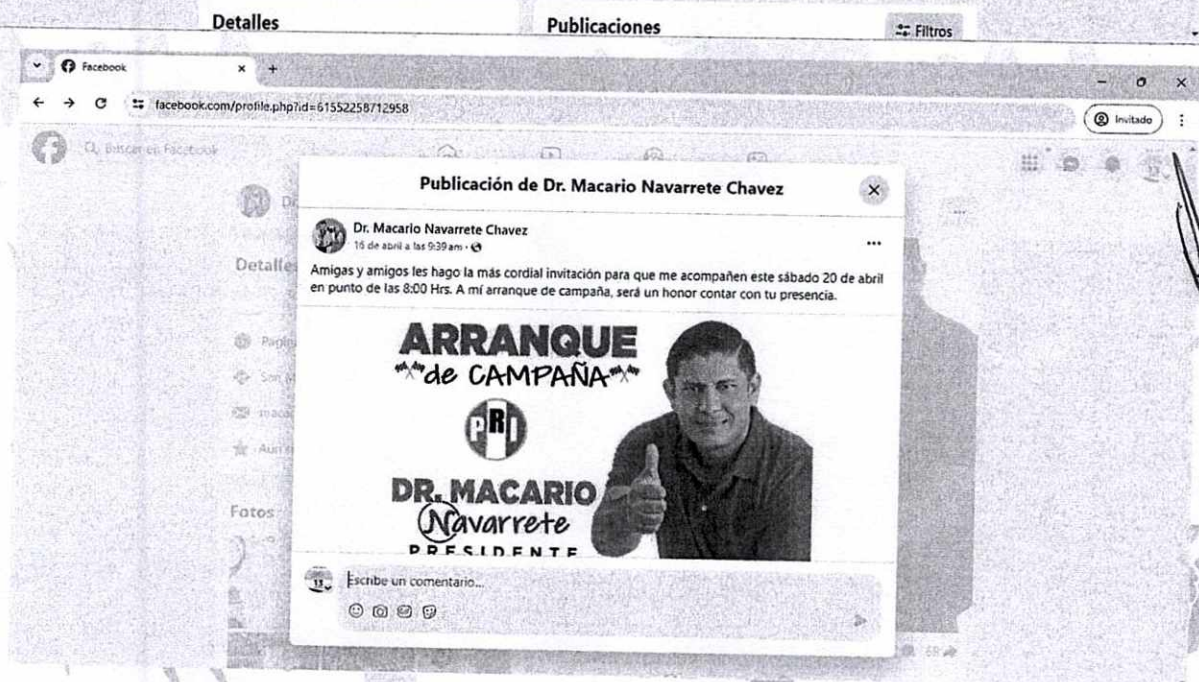 Detalles
Publicaciones
Filtros
Facebook
facebook.com/profile.php?id=61552258712958
Invitado
Buscar en Facebook
Publicación de Dr. Macario Navarrete Chavez
Dr. Macario Navarrete Chavez
16 de abril a las 9:39 am
Detalles
Amigas y amigos les hago la más cordial invitación para que me acompañen este sábado 20 de abril
en punto de las 8:00 Hrs. A mí arranque de campaña, será un honor contar con tu presencia.
ARRANQUE
de CAMPAÑA
PRI
DR. MACARIO
Navarrete
PRESIDENTE
Fotos
Escribe un comentario...